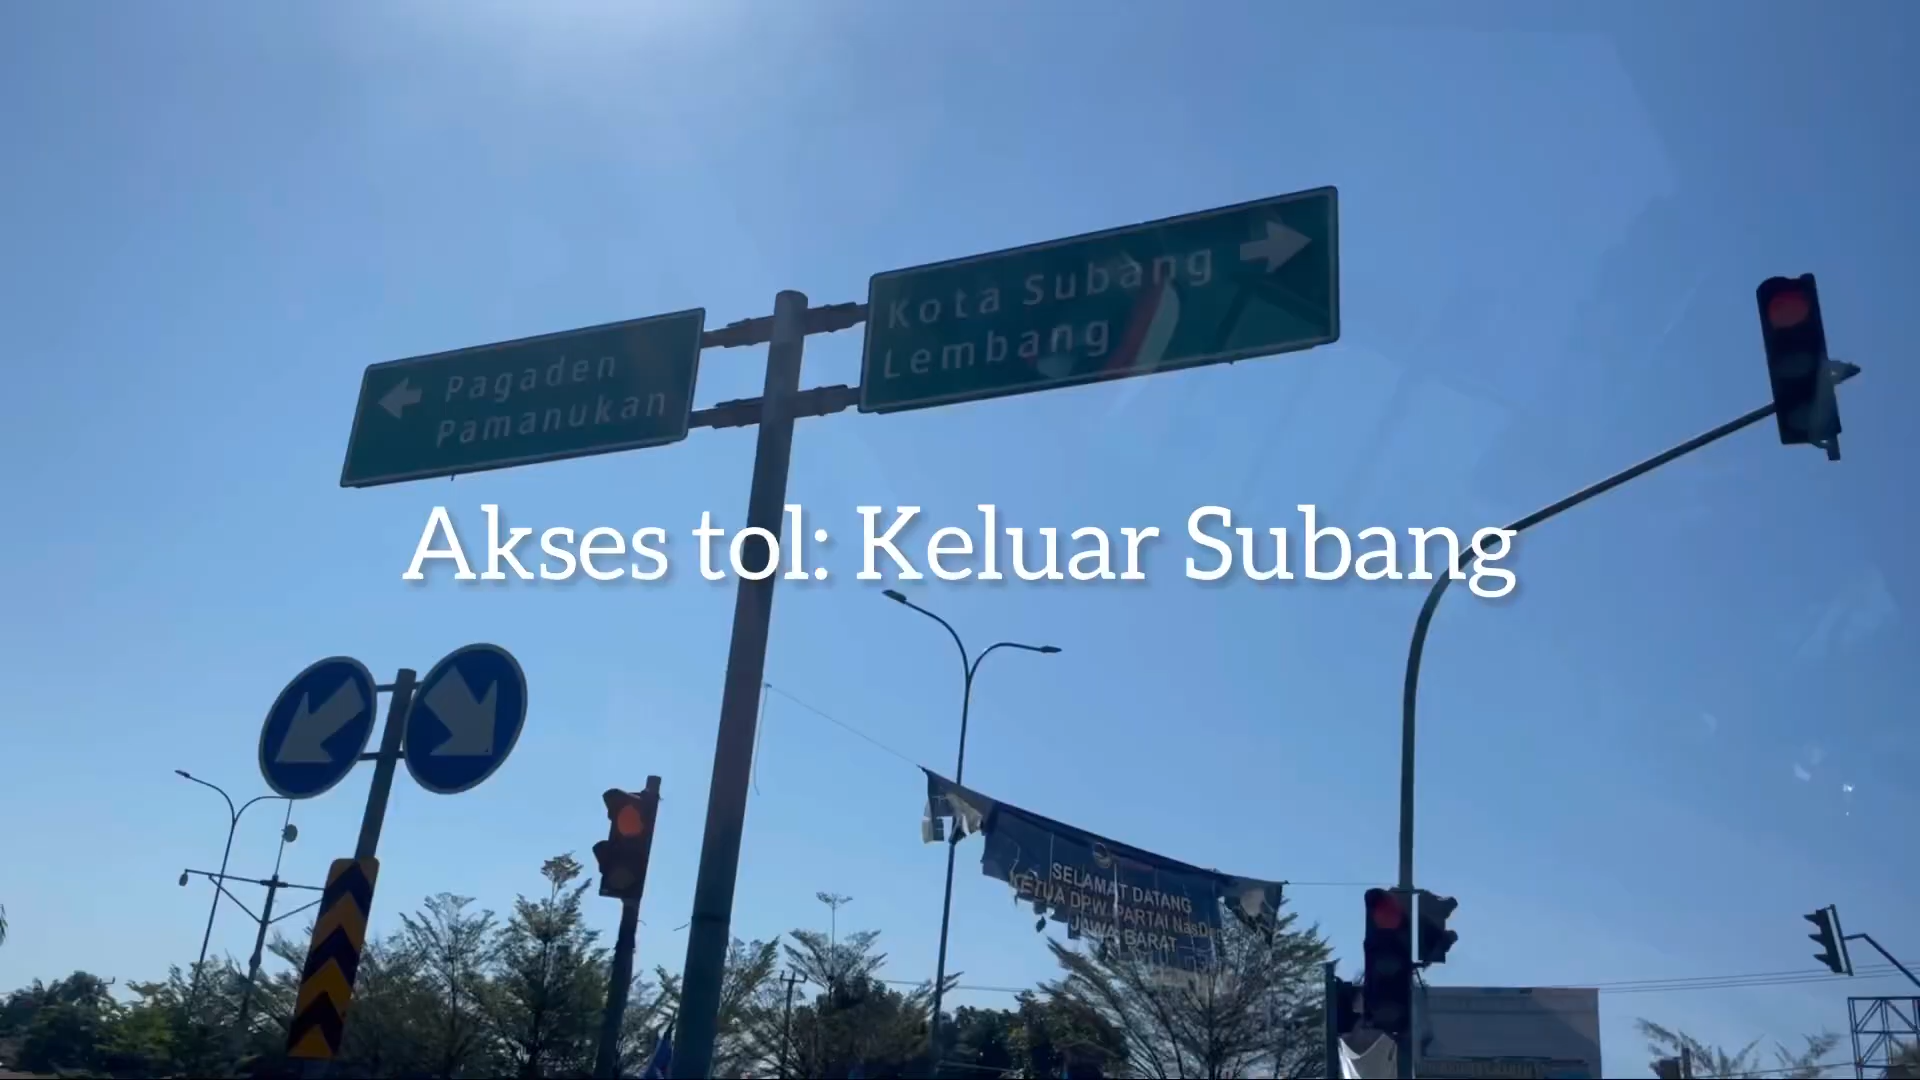 Kota Subang
Lembang
Pagaden
Pamanukan
Akses tol: Keluar Subang
SELAMAT DATANG
KETUA DPW. PARTAI NasDem
JAWA BARAT